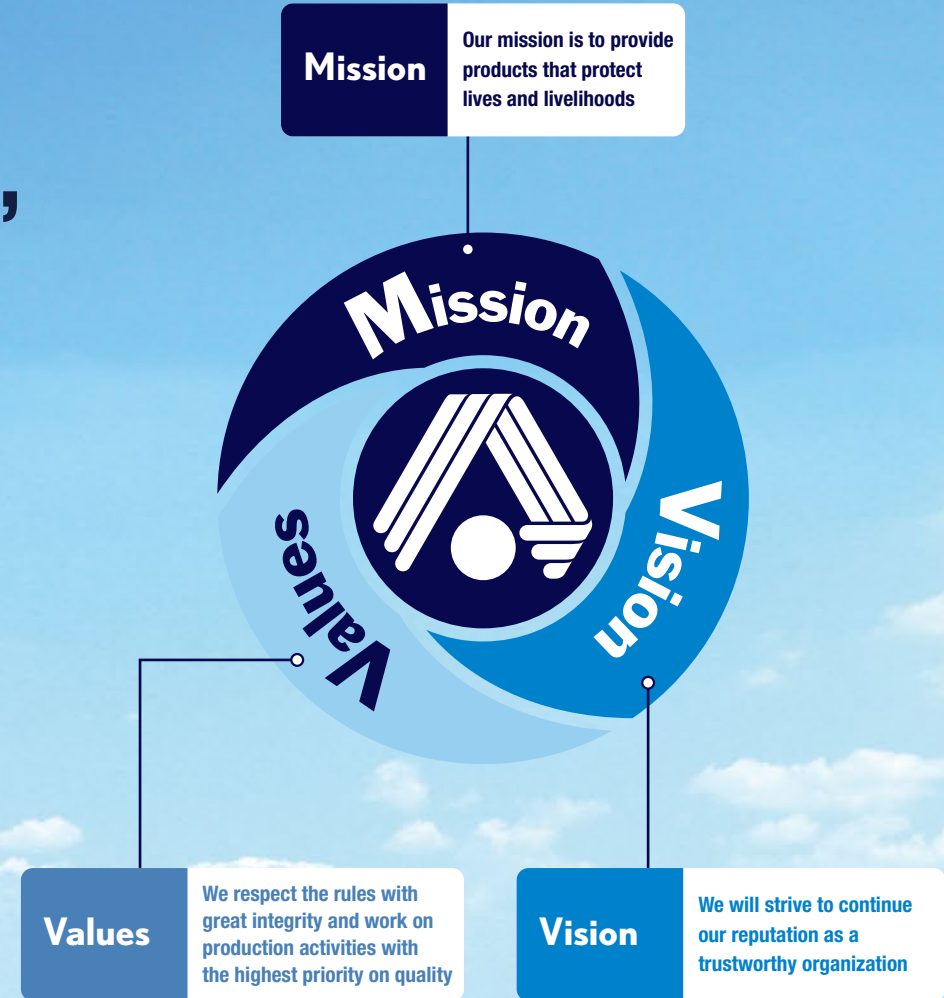 Mission
Our mission is to provide
products that protect
lives and livelihoods
,
Mission
Vision
Values
Values
We respect the rules with
great integrity and work on
production activities with
the highest priority on quality
Vision
We will strive to continue
our reputation as a
trustworthy organization